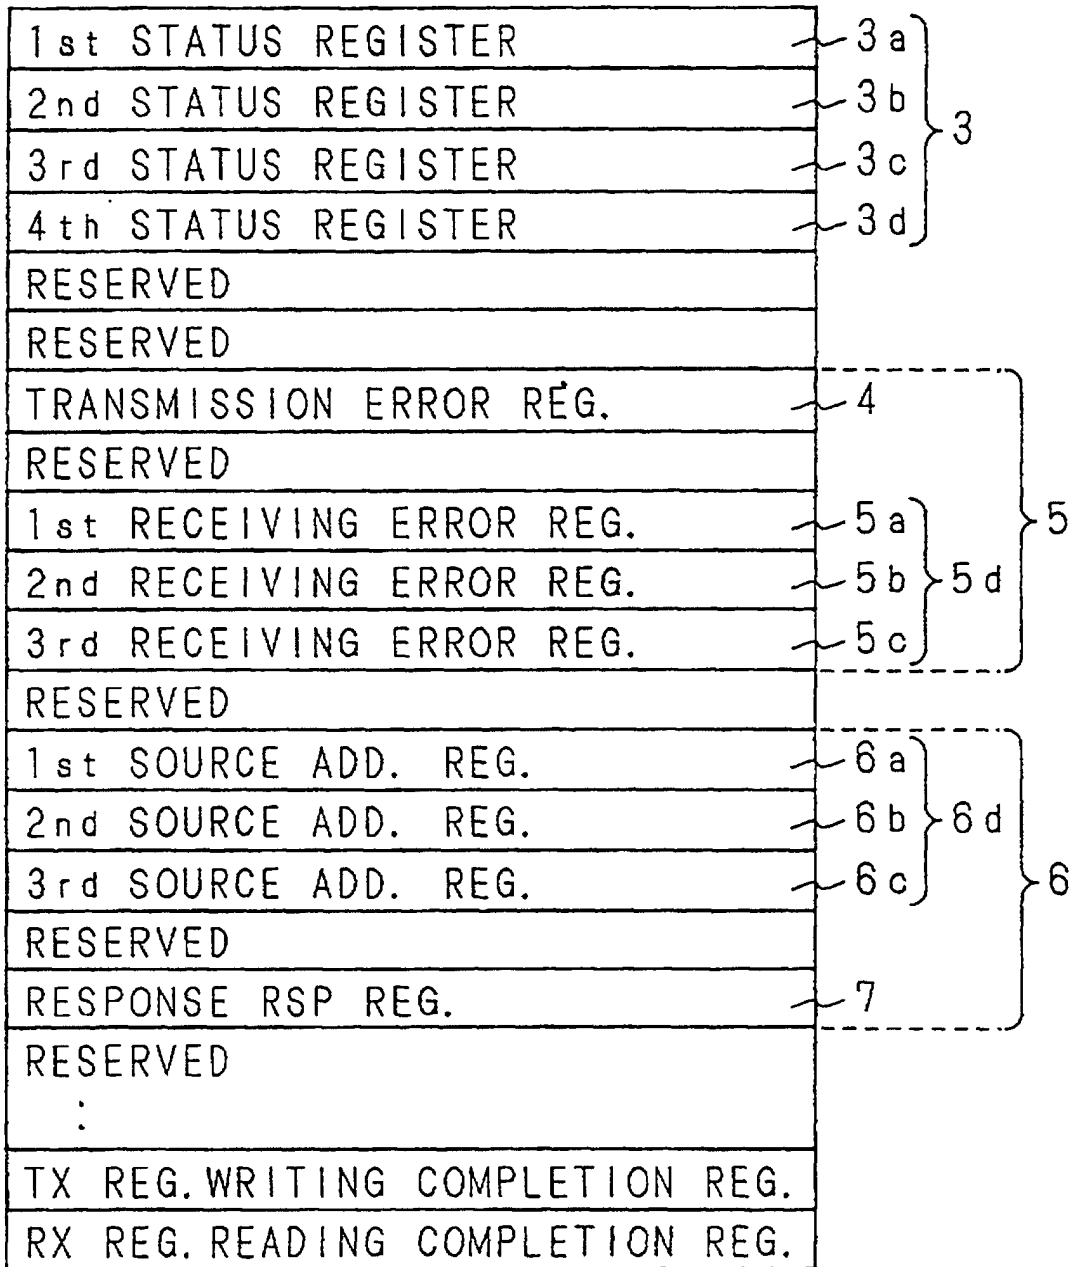 1st STATUS REGISTER 3a
2nd STATUS REGISTER 3b
3 
3rd STATUS REGISTER 3c
4th STATUS REGISTER 3d
RESERVED
RESERVED
TRANSMISSION ERROR REG. 4
RESERVED
1st RECEIVING ERROR REG. 5a
5
2nd RECEIVING ERROR REG. 5b 5d
3rd RECEIVING ERROR REG. 5c
RESERVED
1st SOURCE ADD. REG. 6a
2nd SOURCE ADD. REG. 6b 6d
3rd SOURCE ADD. REG. 6c 6
RESERVED
RESPONSE RSP REG. 7
RESERVED
:
TX REG. WRITING COMPLETION REG.
RX REG. READING COMPLETION REG.